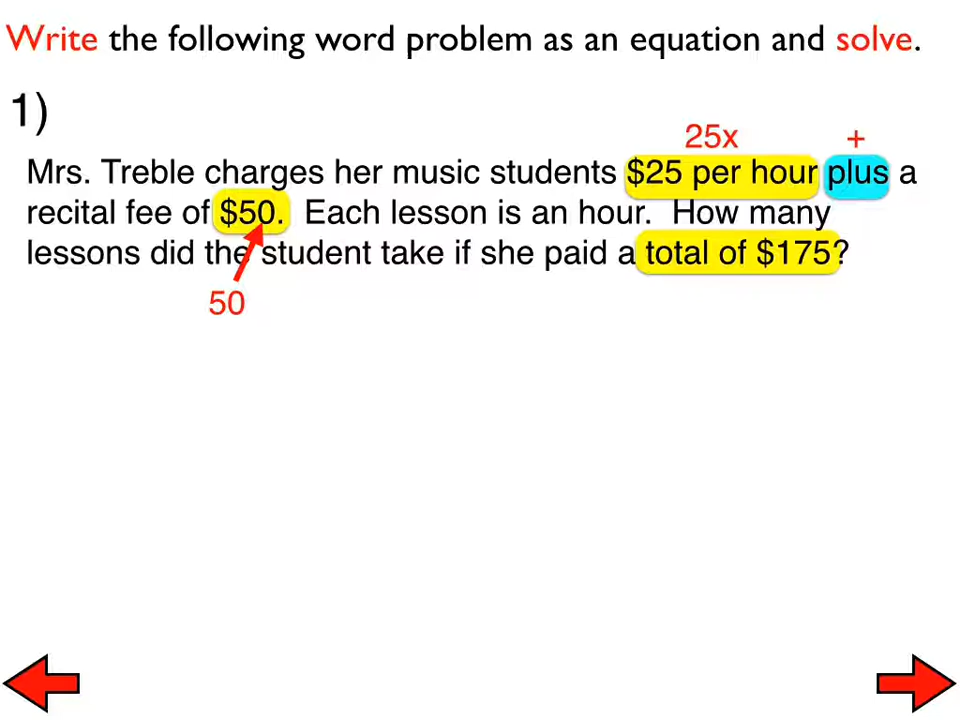 Write the following word problem as an equation and solve.
1)
25x +
Mrs. Treble charges her music students $25 per hour plus a
recital fee of $50. Each lesson is an hour. How many
lessons did the student take if she paid a total of $175?
50